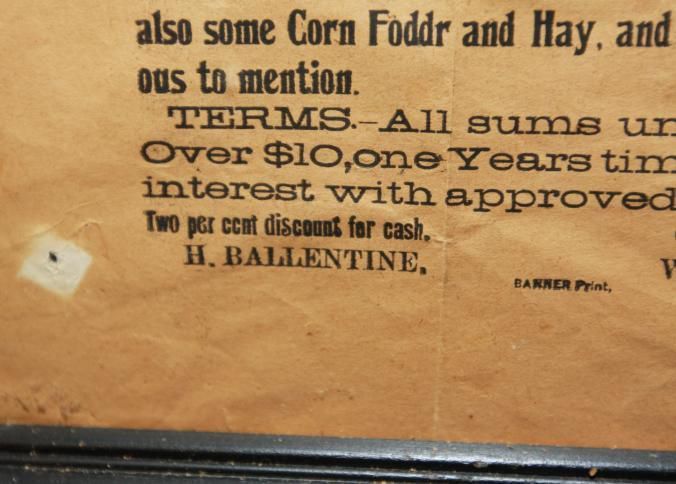 also some Corn Foddr and Hay, and
ous to mention.
TERMS.-All sums un
Over $10,one Years tim
interest with approved
Two per cent discount for cash.
H. BALLENTINE,
W
BANNER Print,